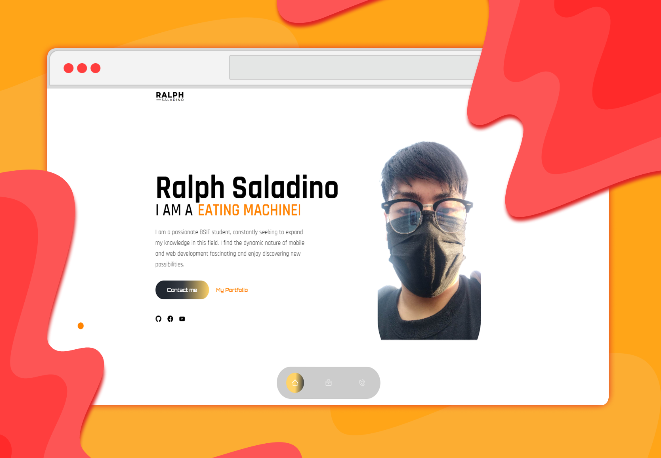 RALPH
SALADINO
Ralph Saladino
I AM A EATING MACHINE|
I am a passionate BSIT student, constantly seeking to expand
my knowledge in this field. I find the dynamic nature of mobile
and web development fascinating and enjoy discovering new
possibilities.
Contact me My Portfolio